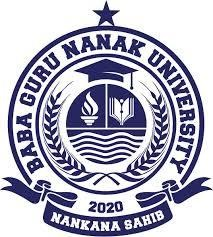 BABA GURU NANAK UNIVERSITY
2020
NANKANA SAHIB